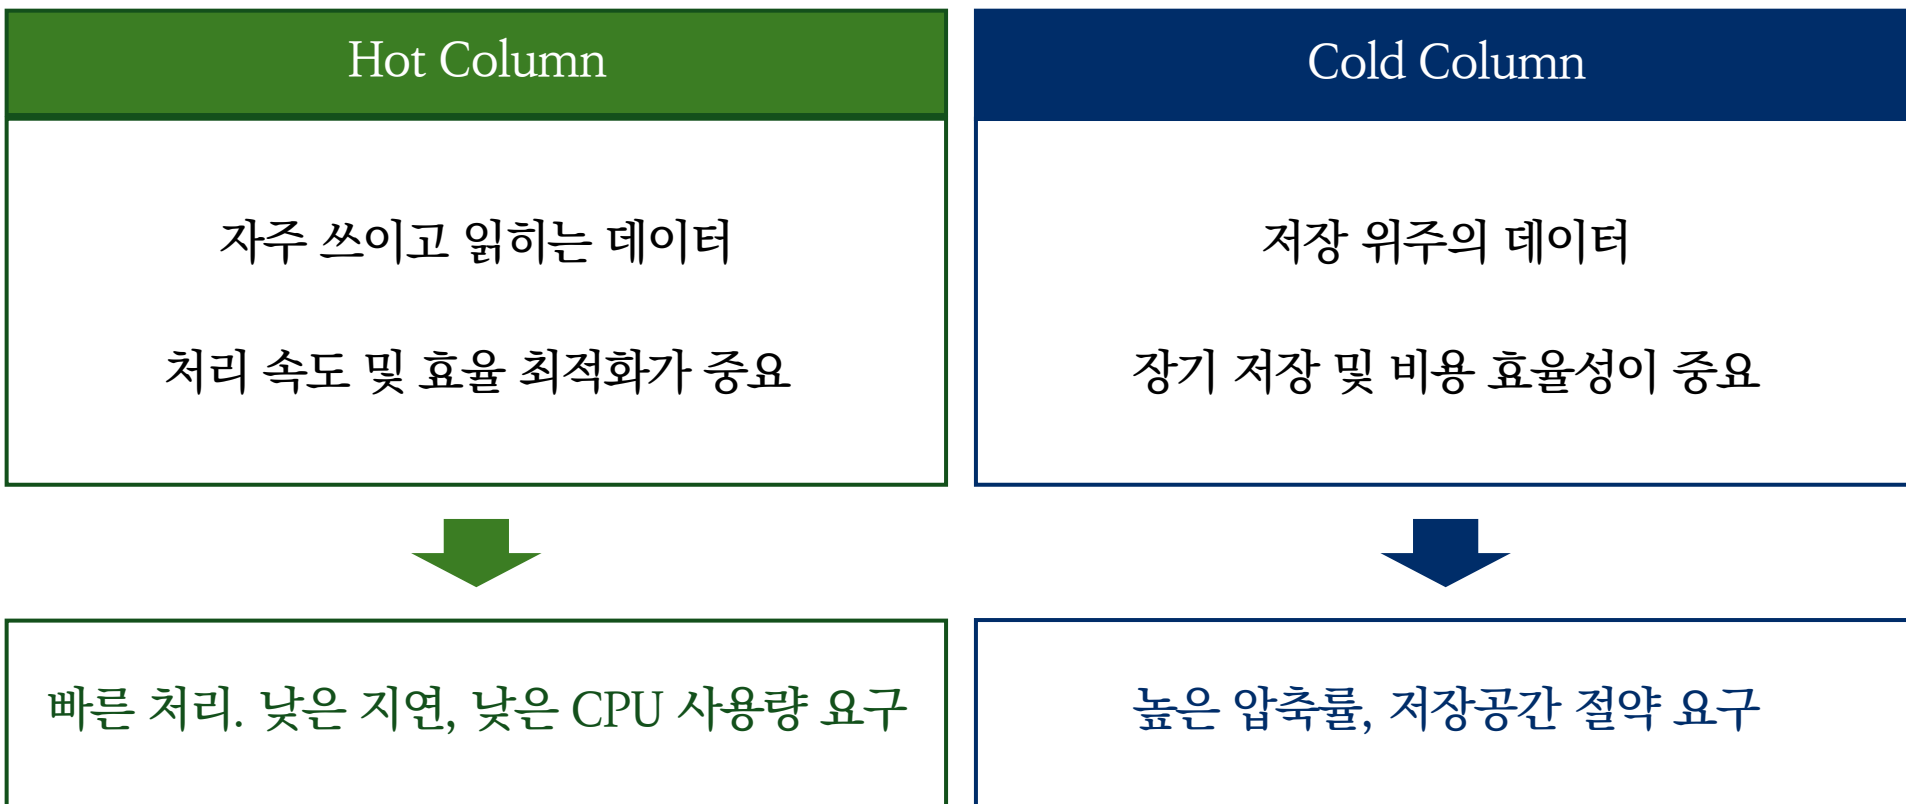 Hot Column
자주 쓰이고 읽히는 데이터
처리 속도 및 효율 최적화가 중요
빠른 처리. 낮은 지연, 낮은 CPU 사용량 요구
Cold Column
저장 위주의 데이터
장기 저장 및 비용 효율성이 중요
높은 압축률, 저장공간 절약 요구